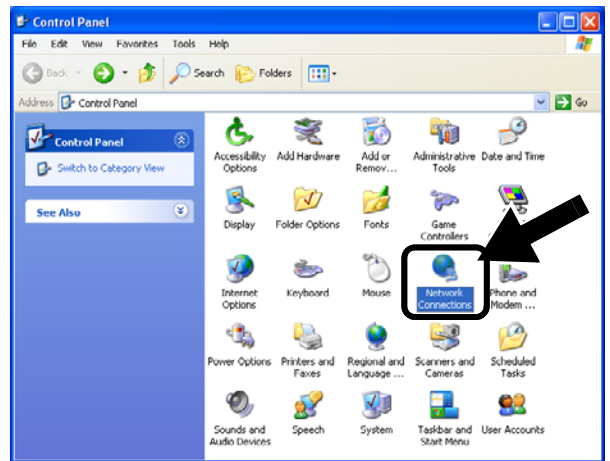 Control Panel
File Edit View Favorites Tools Help
Back Search Folders
Address Control Panel Go
Control Panel
Switch to Category View
See Also
Accessibility Options
Add Hardware
Add or Remov...
Administrative Tools
Date and Time
Display
Folder Options
Fonts
Game Controllers
Internet Options
Keyboard
Mouse
Network Connections
Phone and Modem ...
Power Options
Printers and Faxes
Regional and Language ...
Scanners and Cameras
Scheduled Tasks
Sounds and Audio Devices
Speech
System
Taskbar and Start Menu
User Accounts